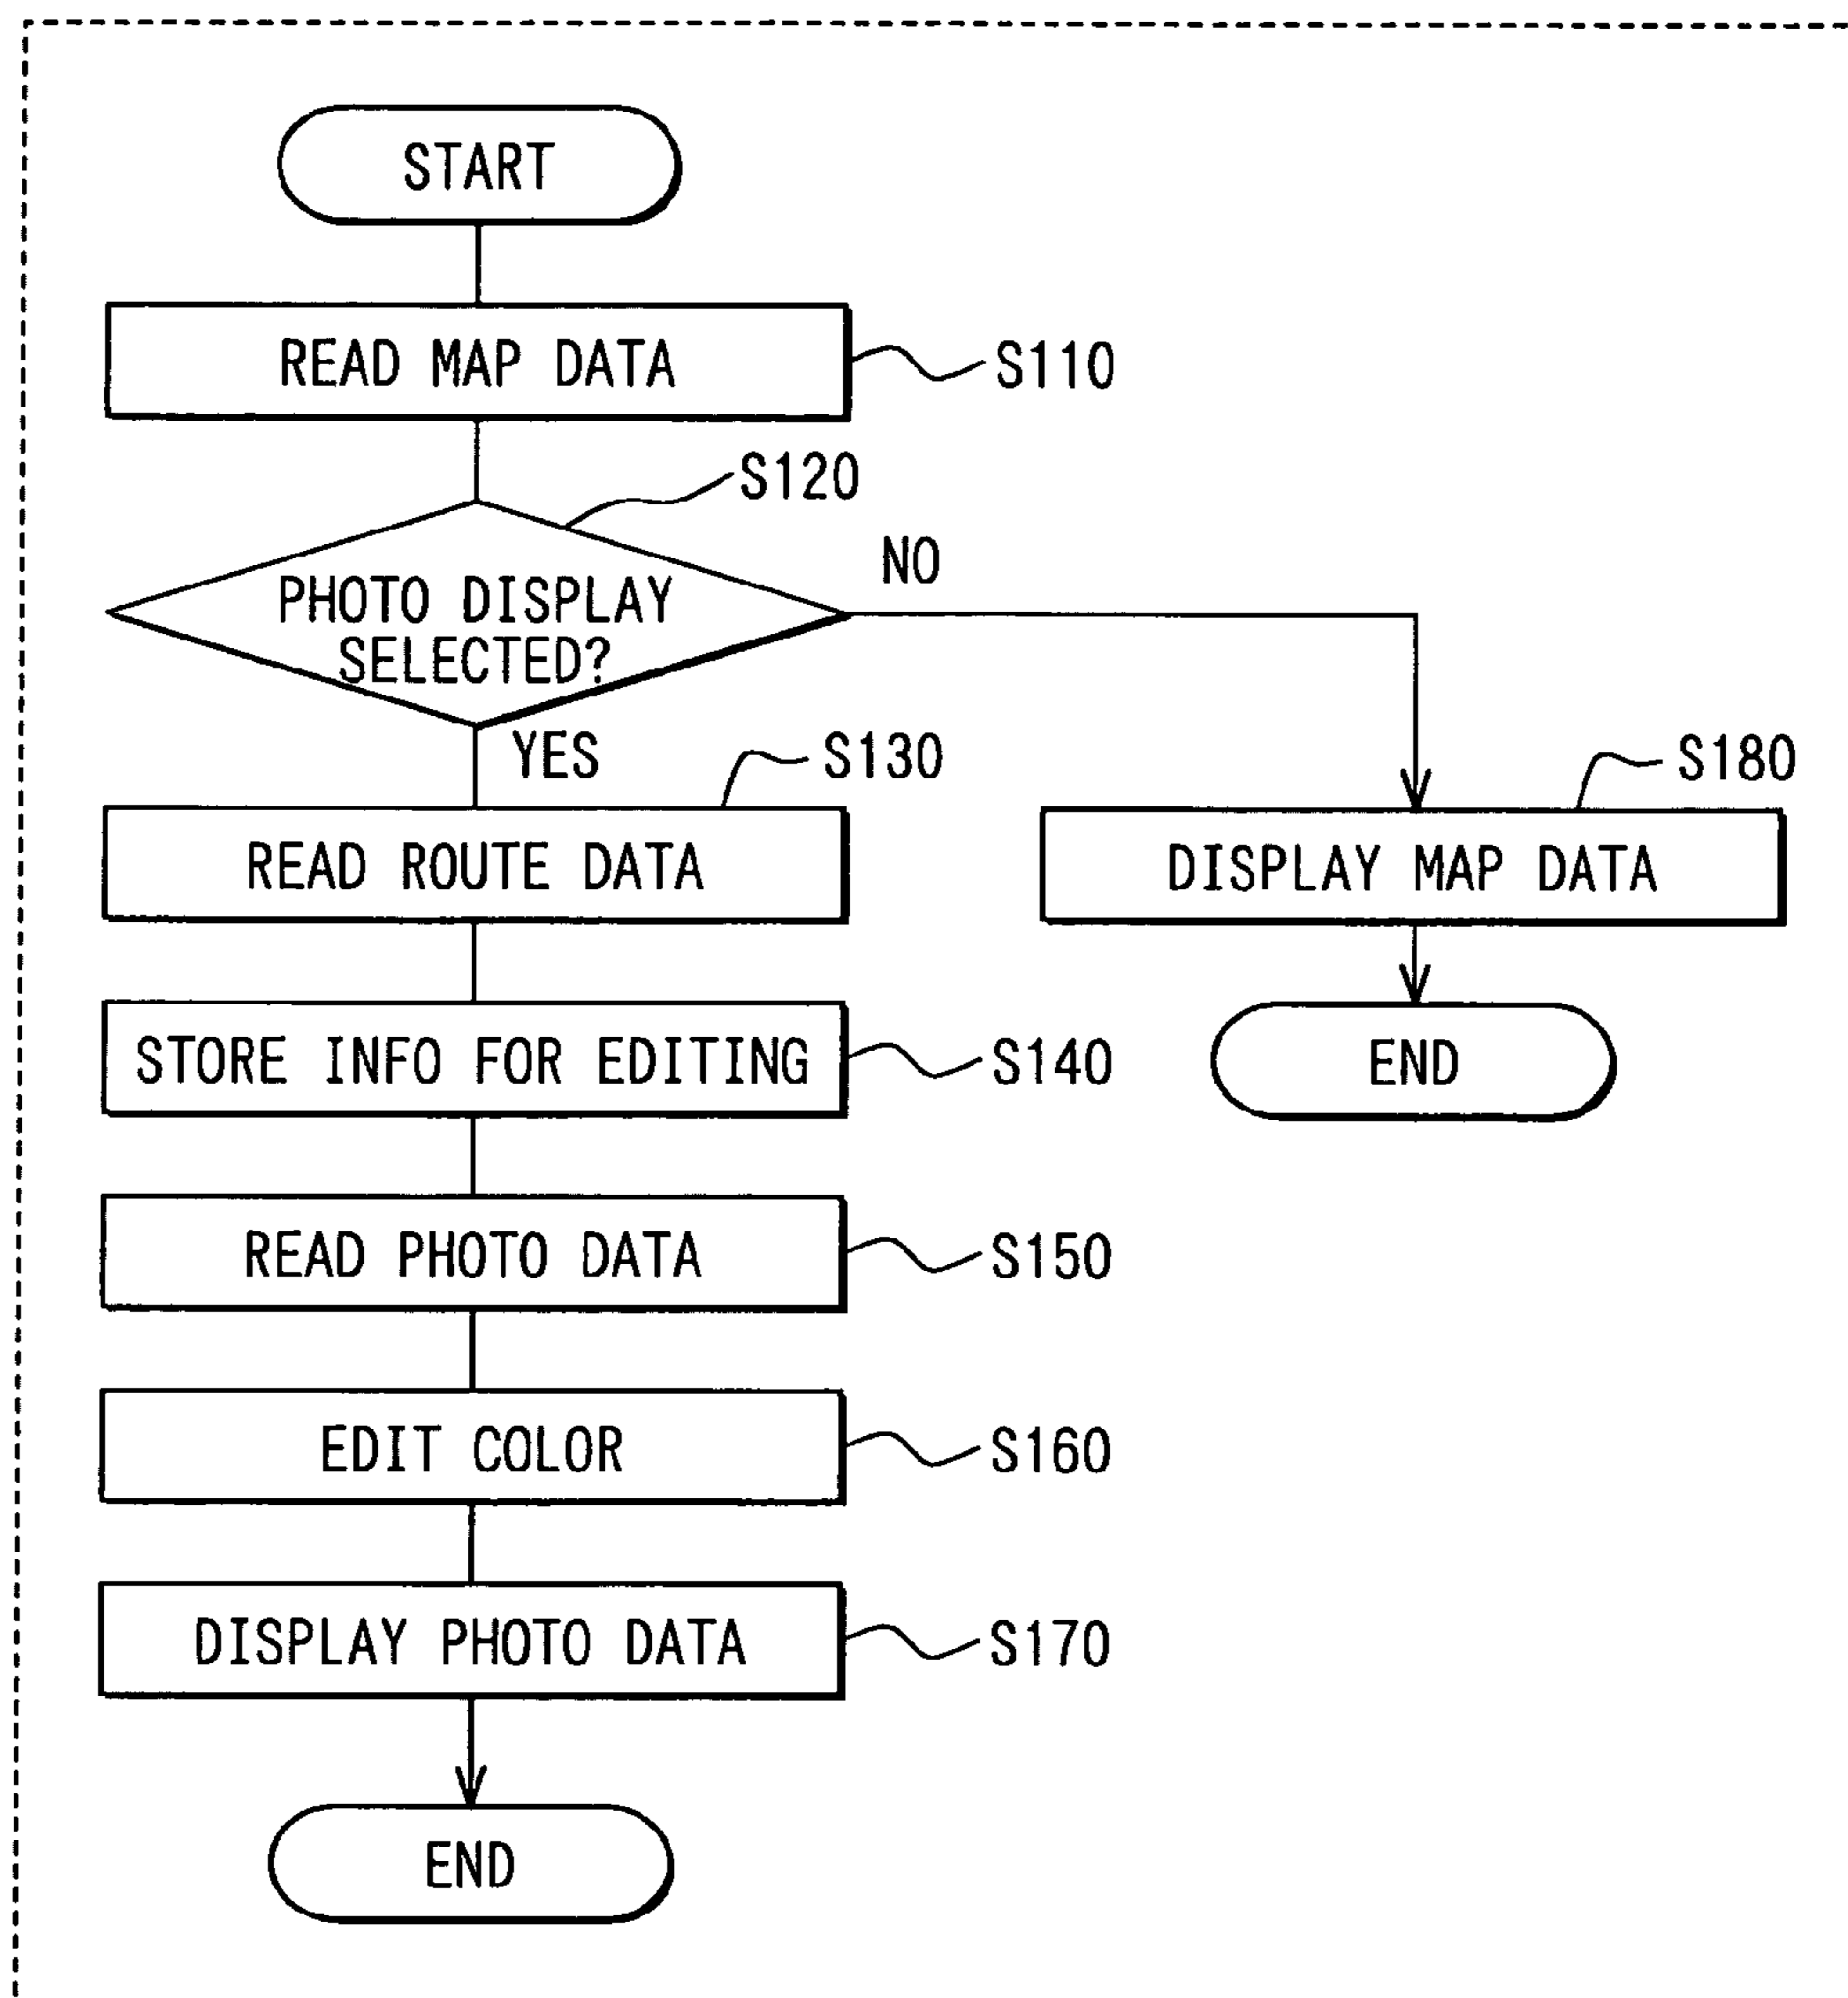 START
READ MAP DATA
S110
S120
PHOTO DISPLAY
SELECTED?
NO
YES
S130
READ ROUTE DATA
S180
DISPLAY MAP DATA
STORE INFO FOR EDITING
S140
END
READ PHOTO DATA
S150
EDIT COLOR
S160
DISPLAY PHOTO DATA
S170
END